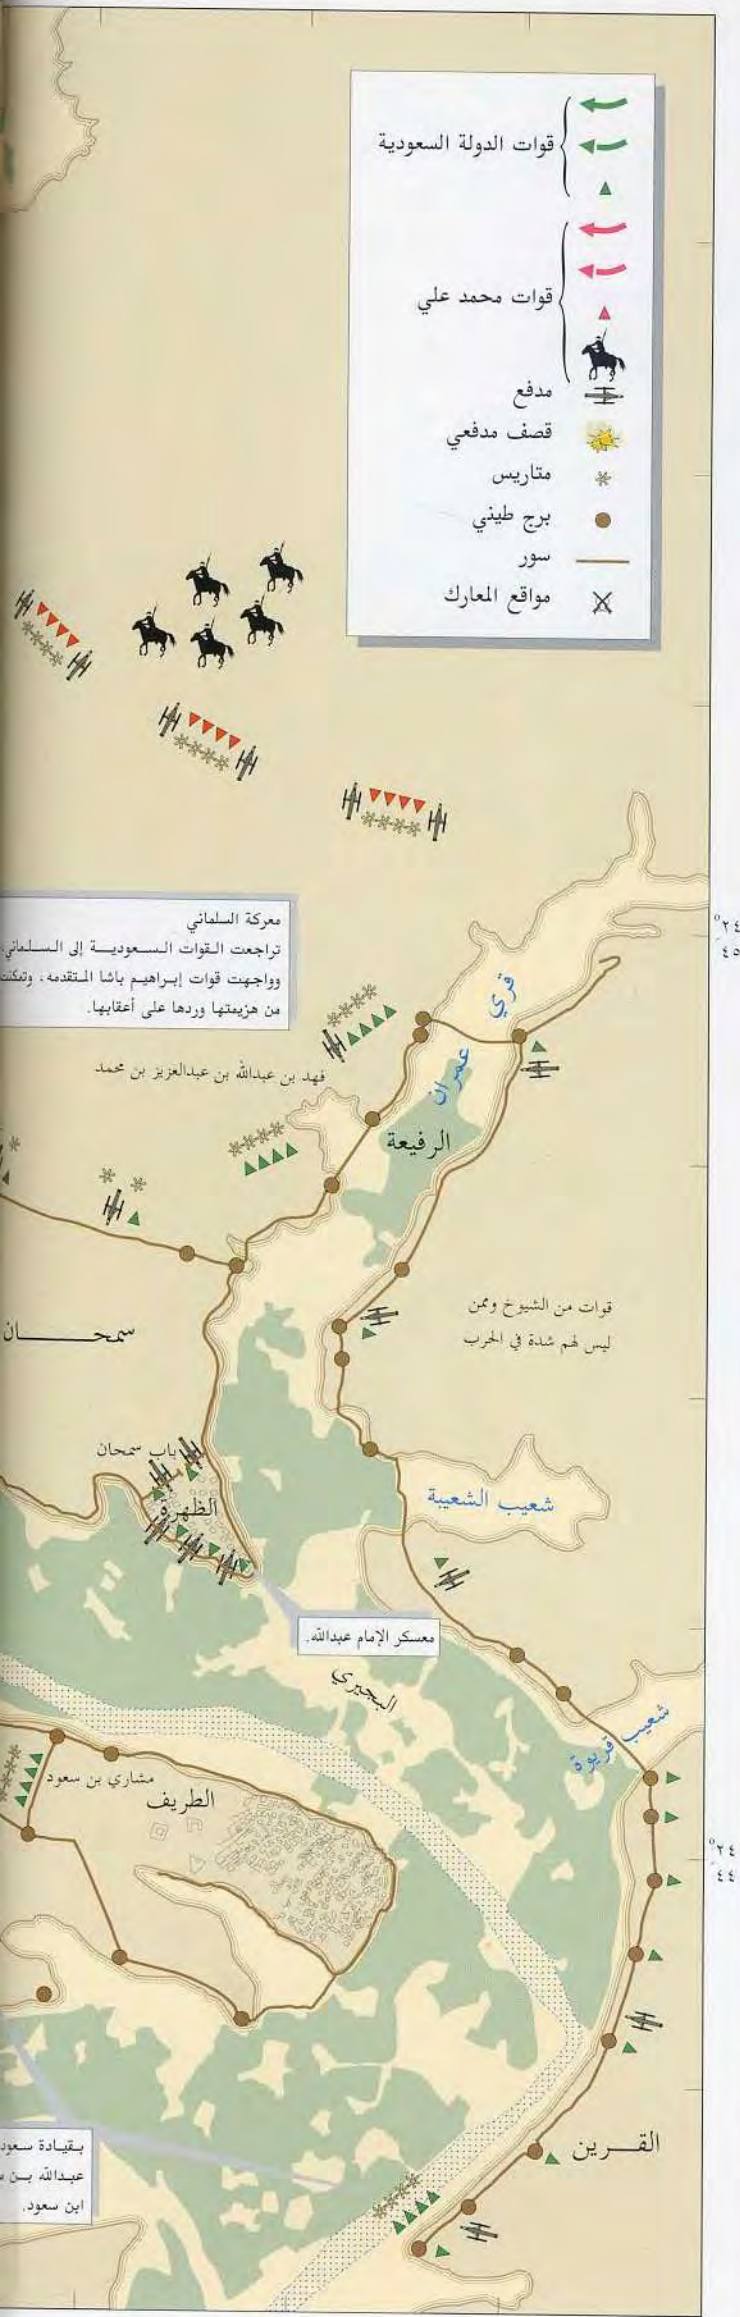 قوات الدولة السعودية
قوات محمد علي
مدفع
قصف مدفعي
متاريس
برج طيني
سور
مواقع المعارك
معركة السلماني
تراجعت القوات السعودية إلى السلماني
وواجهت قوات إبراهيم باشا المتقدمه، وتمكنت
من هزيمتها وردها على أعقابها.
°٢٤
٤٥
قري
عمران
فهد بن عبدالله بن عبدالعزيز بن محمد
الرفيعة
قوات من الشيوخ وممن
ليس لهم شدة في الحرب
سمحـــان
باب سمحان
شعيب الشعيبة
الظهرة
معسكر الإمام عبدالله.
البجيري
شعيب قريوة
مشاري بن سعود
الطريف
°٢٤
٤٤
القرين
بقيادة سعود
عبدالله بن
ابن سعود.